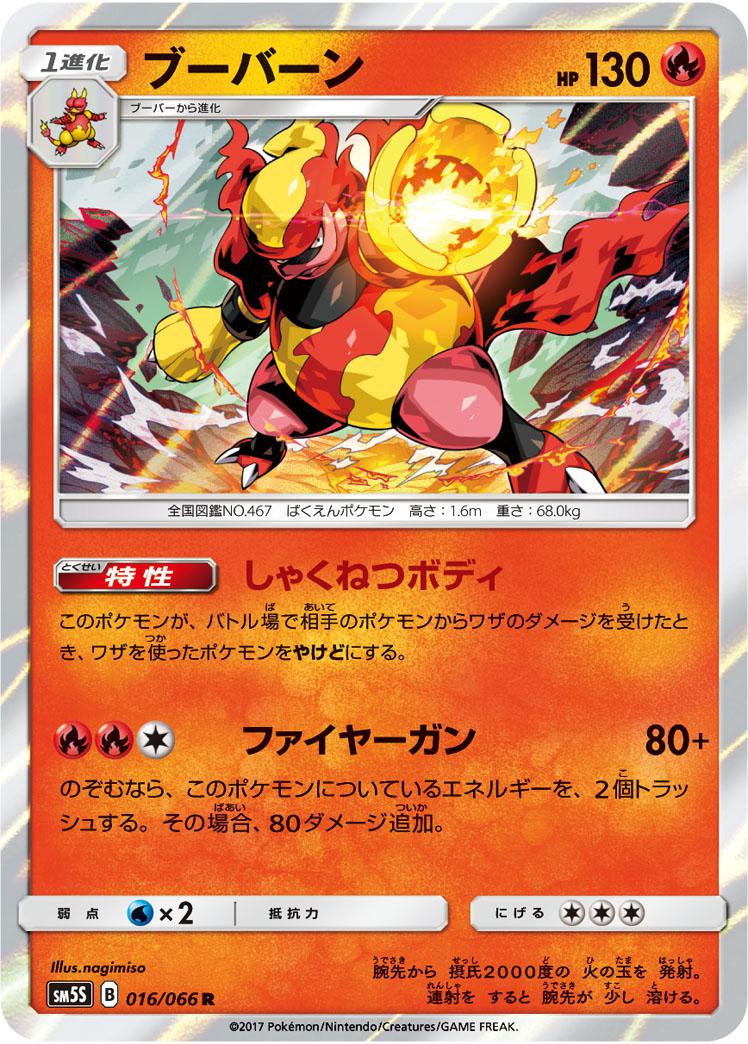 1進化
ブーバーン
HP 130
ブーバーから進化
全国図鑑NO.467 ばくえんポケモン 高さ:1.6m 重さ:68.0kg
とくせい
特性 しゃくねつボディ
このポケモンが、バトル場で相手のポケモンからワザのダメージを受けたと
き、ワザを使ったポケモンをやけどにする。
ファイヤーガン 80+
のぞむなら、このポケモンについているエネルギーを、2個トラッ
シュする。その場合、80ダメージ追加。
弱点 ×2 抵抗力 にげる
Illus.nagimiso
腕先から 摂氏2000度の 火の玉を 発射。
連射を すると 腕先が 少し 溶ける。
SM5S B 016/066 R
©2017 Pokémon/Nintendo/Creatures/GAME FREAK.